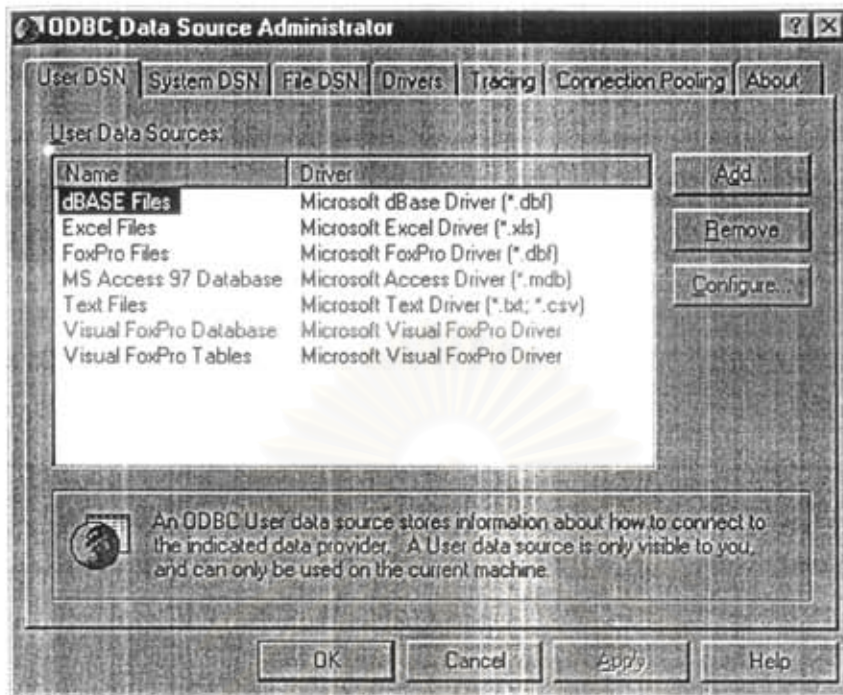 ODBC Data Source Administrator
User DSN System DSN File DSN Drivers Tracing Connection Pooling About
User Data Sources:
Name Driver
dBASE Files Microsoft dBase Driver (*.dbf)
Excel Files Microsoft Excel Driver (*.xls)
FoxPro Files Microsoft FoxPro Driver (*.dbf)
MS Access 97 Database Microsoft Access Driver (*.mdb)
Text Files Microsoft Text Driver (*.txt; *.csv)
Visual FoxPro Database Microsoft Visual FoxPro Driver
Visual FoxPro Tables Microsoft Visual FoxPro Driver
Add...
Remove
Configure...
An ODBC User data source stores information about how to connect to
the indicated data provider. A User data source is only visible to you,
and can only be used on the current machine.
OK Cancel Apply Help